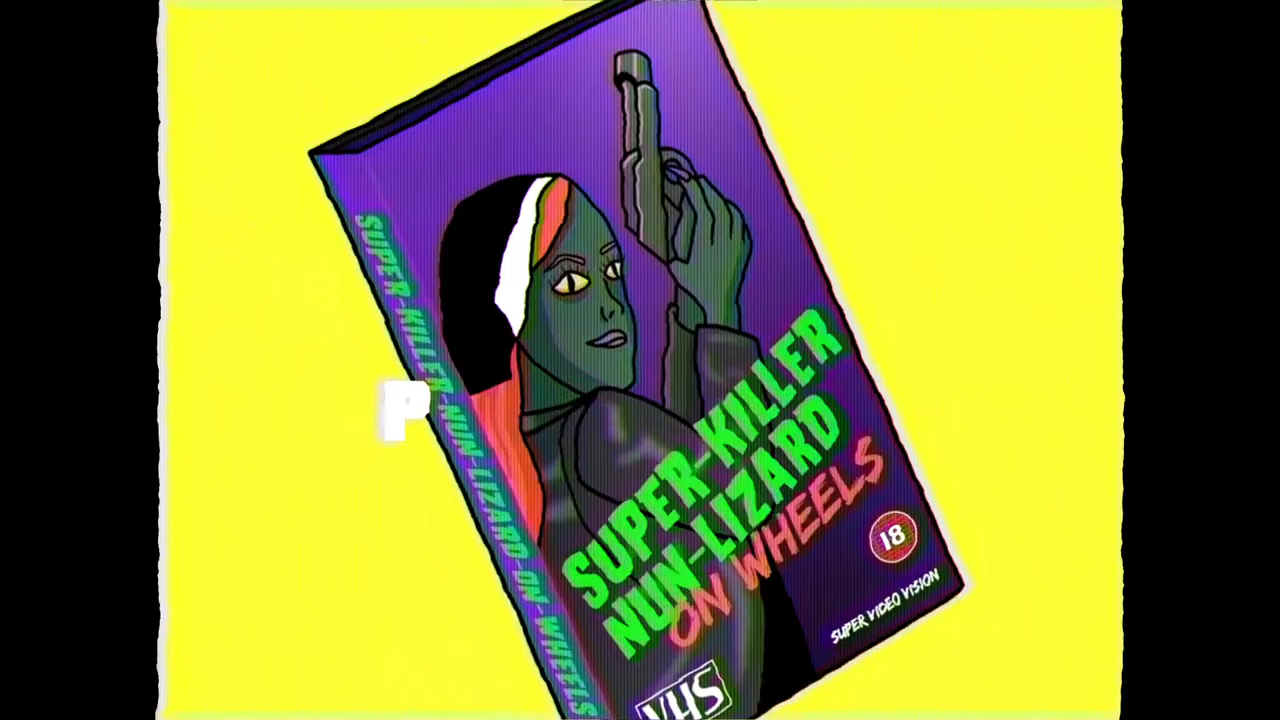 SUPER-KILLER-NUN-LIZARD-ON-WHEELS
P
SUPER-KILLER
NUN-LIZARD
ON WHEELS
18
SUPER VIDEO VISION
VHS